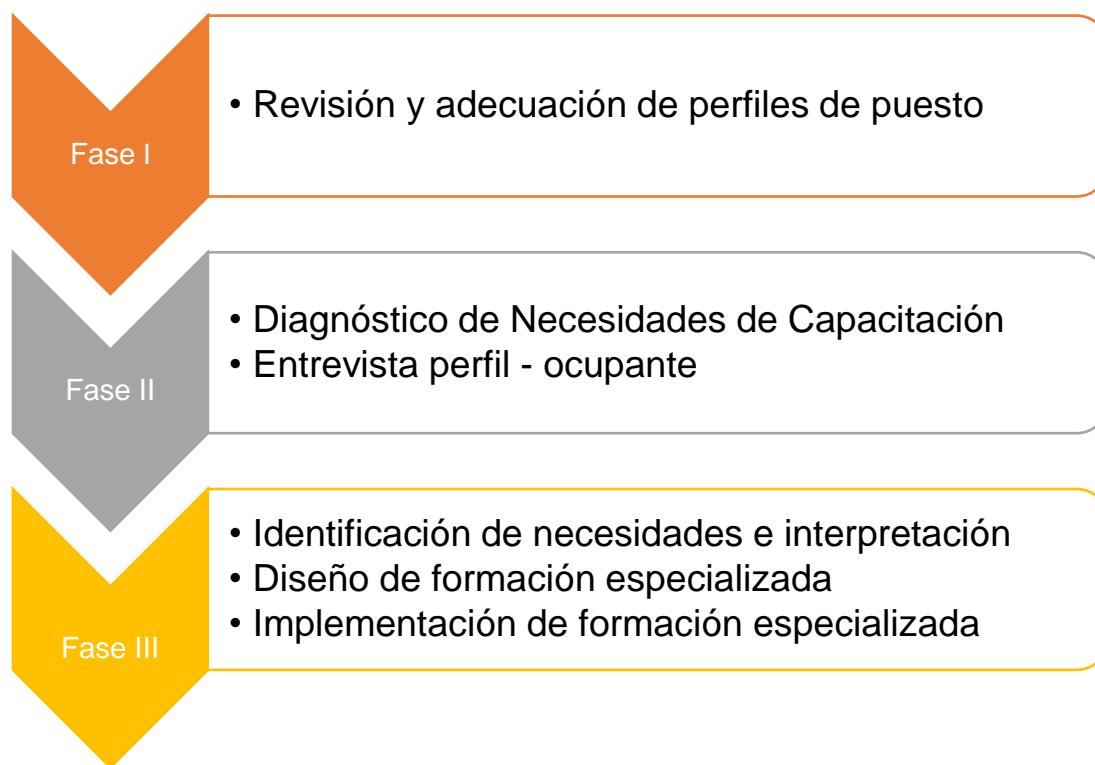 Fase I
• Revisión y adecuación de perfiles de puesto
Fase II
• Diagnóstico de Necesidades de Capacitación
• Entrevista perfil - ocupante
Fase III
• Identificación de necesidades e interpretación
• Diseño de formación especializada
• Implementación de formación especializada